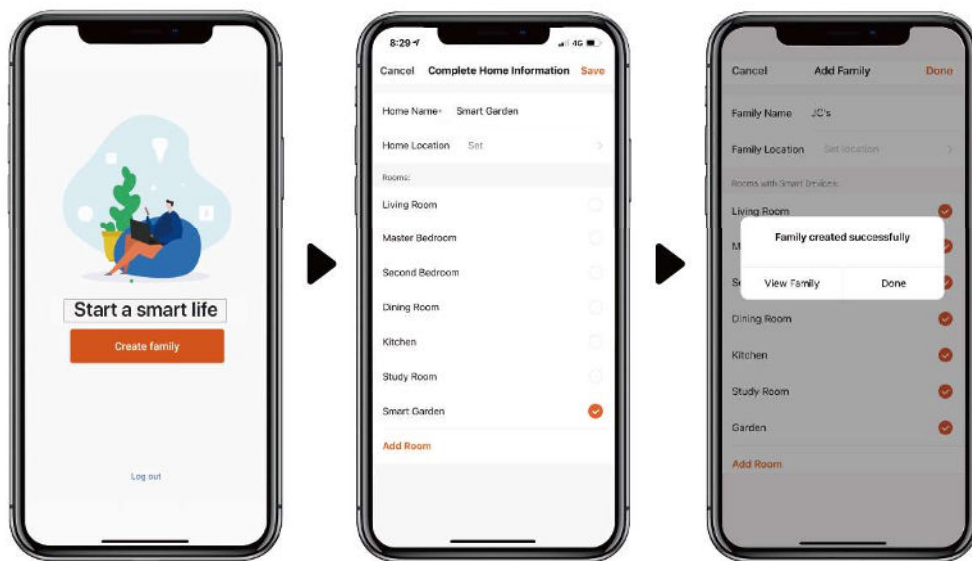 Start a smart life
Create family
Log out
8:29
4G
Cancel Complete Home Information Save
Home Name* Smart Garden
Home Location Set
Rooms:
Living Room
Master Bedroom
Second Bedroom
Dining Room
Kitchen
Study Room
Smart Garden
Add Room
Cancel Add Family Done
Family Name JC's
Family Location Set location
Rooms with Smart Devices:
Living Room
Family created successfully
M
Se
View Family Done
Dining Room
Kitchen
Study Room
Garden
Add Room